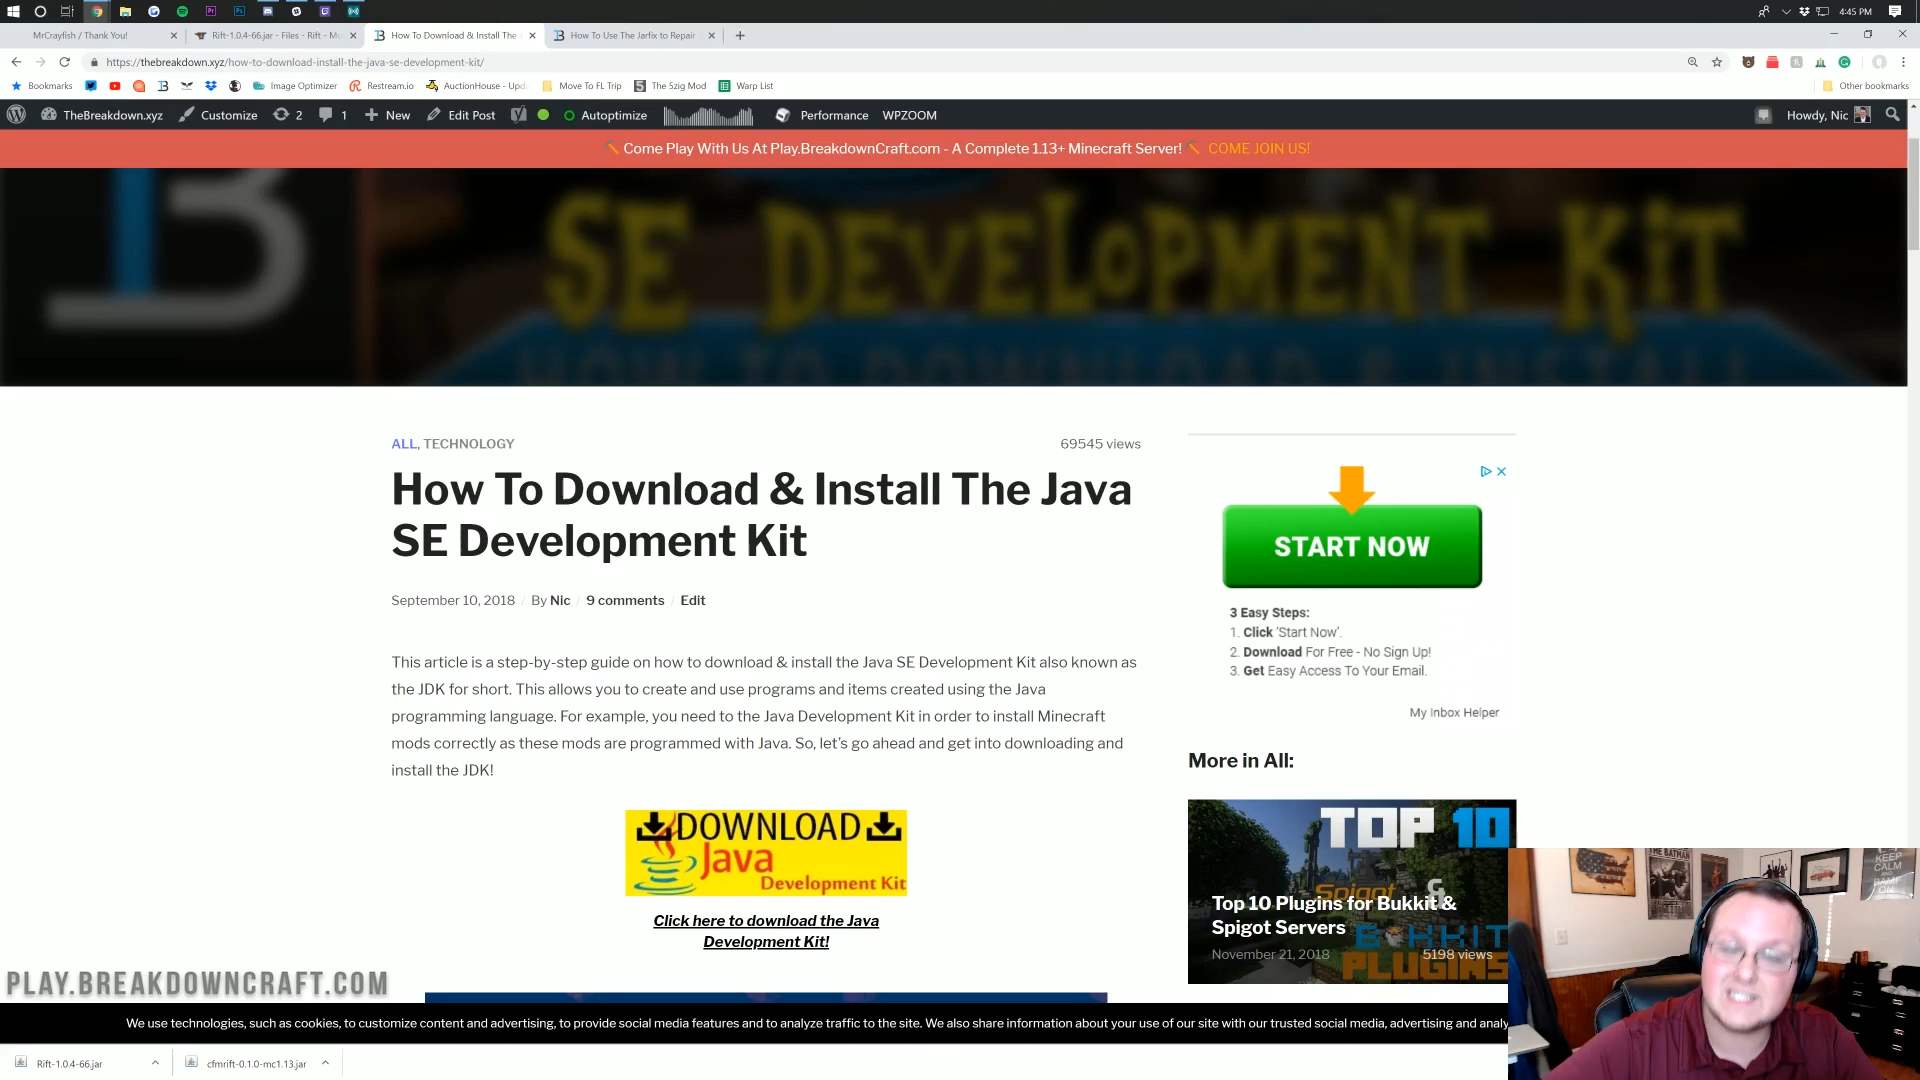 4:45 PM
MrCrayfish / Thank You!
Rift-1.0.4-66.jar - Files - Rift - Mo
How To Download & Install The
How To Use The Jarfix to Repair
https://thebreakdown.xyz/how-to-download-install-the-java-se-development-kit/
Bookmarks
Image Optimizer
Restream.io
AuctionHouse - Upda
Move To FL Trip
The 5zig Mod
Warp List
Other bookmarks
TheBreakdown.xyz
Customize
2
1
New
Edit Post
Autoptimize
Performance
WPZOOM
Howdy, Nic
Come Play With Us At Play.BreakdownCraft.com - A Complete 1.13+ Minecraft Server! COME JOIN US!
SE DEVELOPMENT KIT
HOW TO DOWNLOAD & INSTALL
ALL, TECHNOLOGY
69545 views
How To Download & Install The Java
SE Development Kit
September 10, 2018 / By Nic / 9 comments / Edit
This article is a step-by-step guide on how to download & install the Java SE Development Kit also known as
the JDK for short. This allows you to create and use programs and items created using the Java
programming language. For example, you need to the Java Development Kit in order to install Minecraft
mods correctly as these mods are programmed with Java. So, let's go ahead and get into downloading and
install the JDK!
DOWNLOAD
Java
Development Kit
Click here to download the Java
Development Kit!
START NOW
3 Easy Steps:
1. Click 'Start Now'.
2. Download For Free - No Sign Up!
3. Get Easy Access To Your Email.
My Inbox Helper
More in All:
TOP 10
Spigot &
BUKKIT
PLUGINS
Top 10 Plugins for Bukkit &
Spigot Servers
November 21, 2018
5198 views
THE BATMAN
KEEP
CALM
AND
PLAY.BREAKDOWNCRAFT.COM
We use technologies, such as cookies, to customize content and advertising, to provide social media features and to analyze traffic to the site. We also share information about your use of our site with our trusted social media, advertising and analy
Rift-1.0.4-66.jar
cfmrift-0.1.0-mc1.13.jar